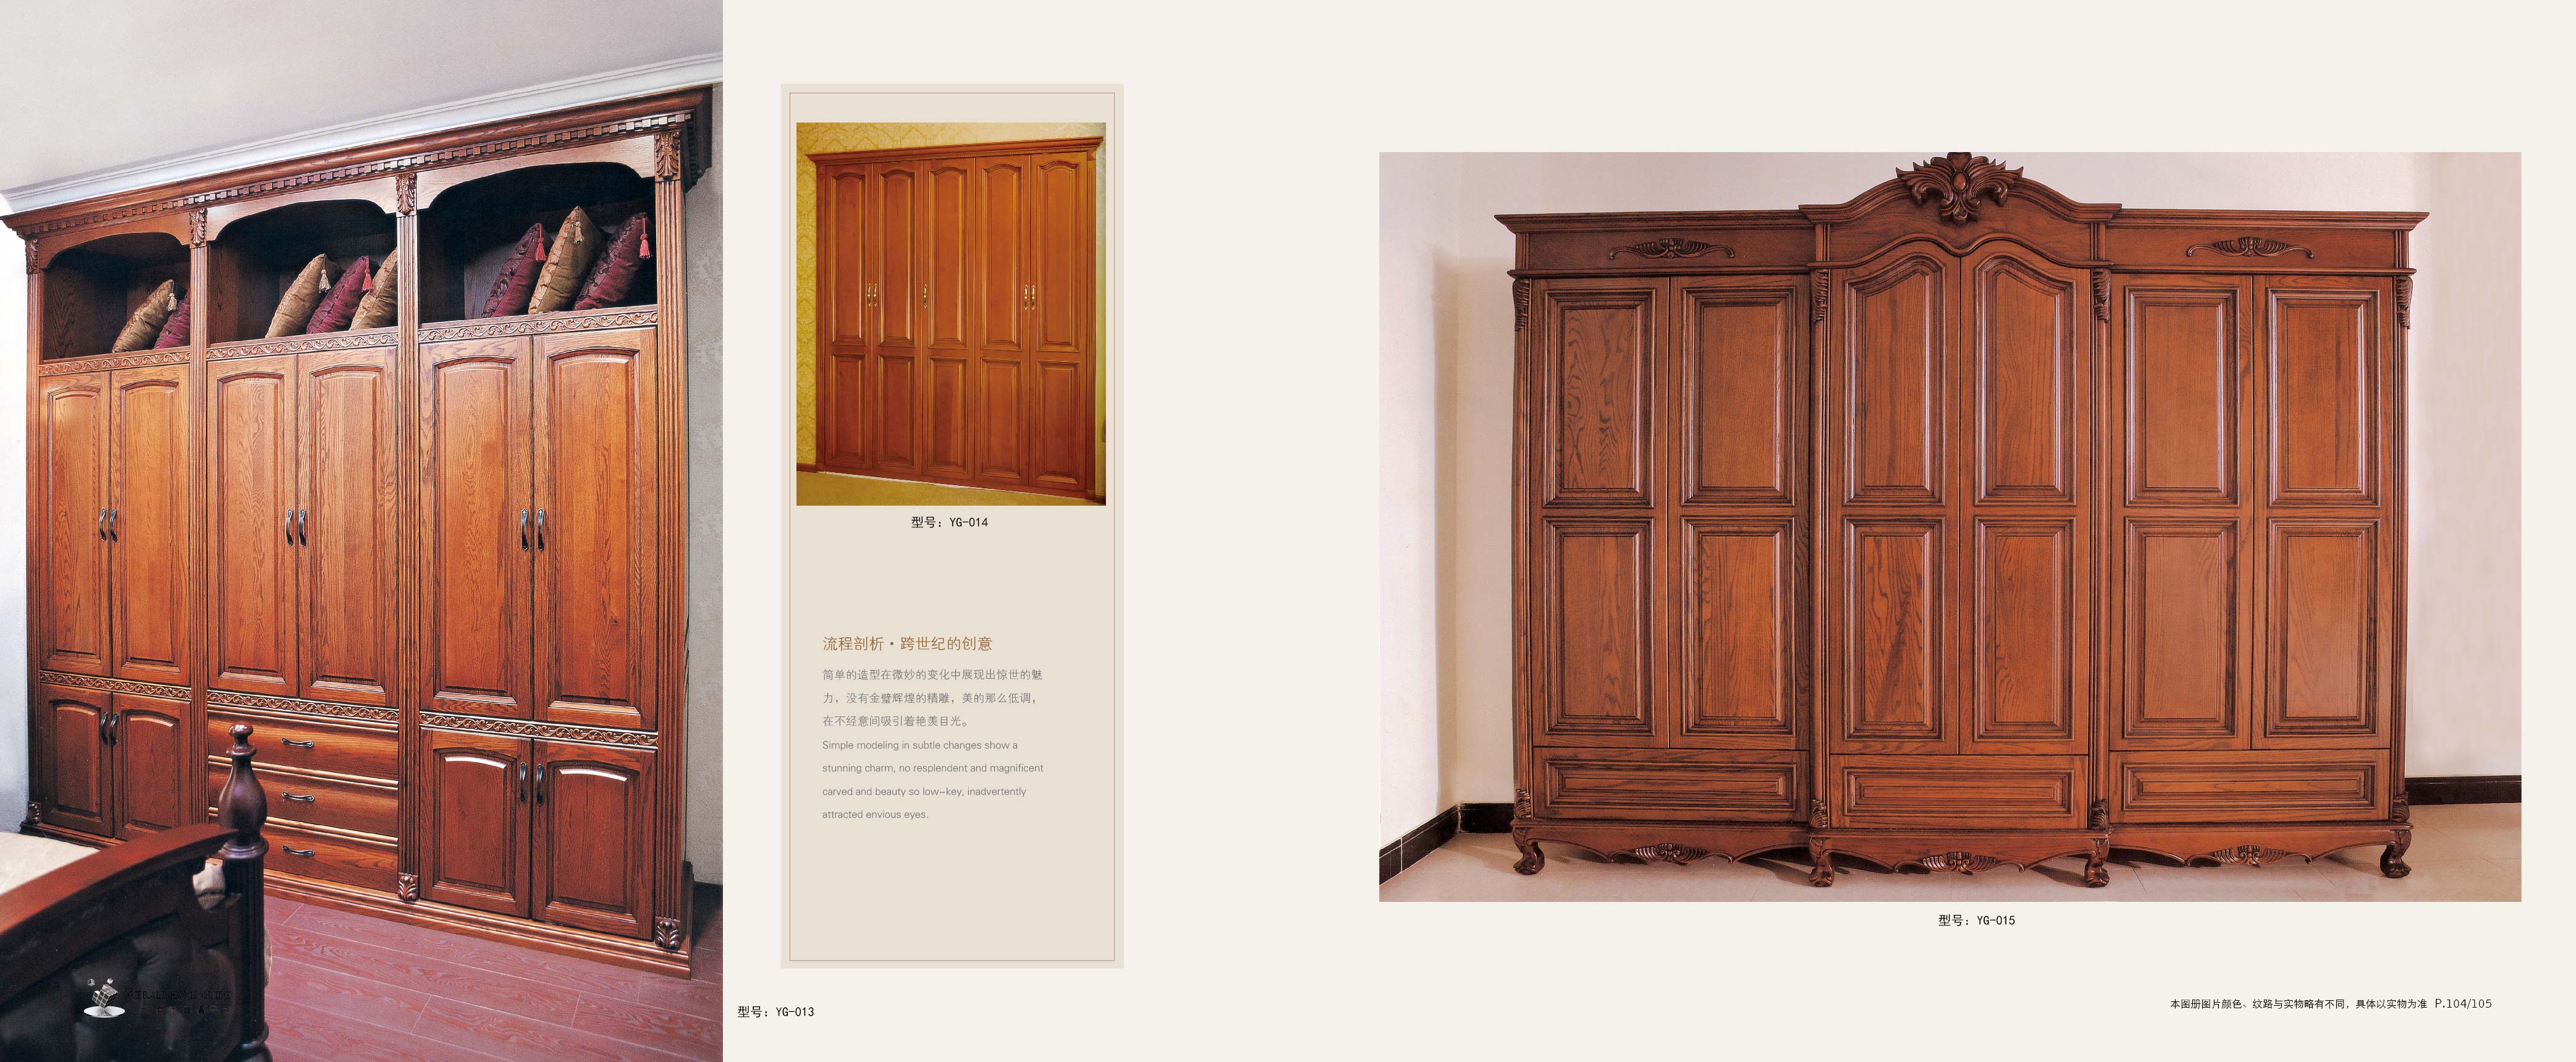 型号：YG-014
流程剖析·跨世纪的创意
简单的造型在微妙的变化中展现出惊世的魅
力，没有金璧辉煌的精雕，美的那么低调，
在不经意间吸引着艳羡目光。
Simple modeling in subtle changes show a
stunning charm, no resplendent and magnificent
carved and beauty so low-key, inadvertently
attracted envious eyes.
型号：YG-013
型号：YG-015
本图册图片颜色、纹路与实物略有不同，具体以实物为准 P.104/105